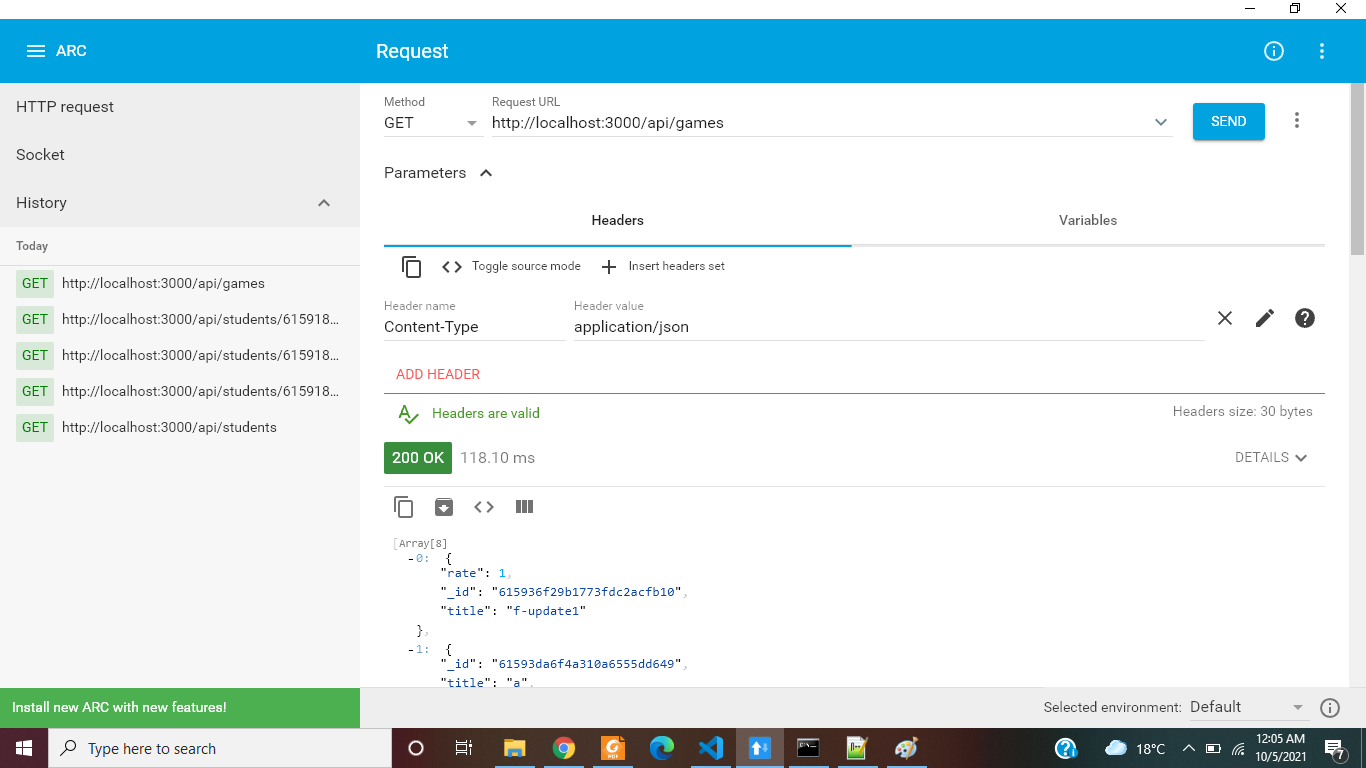 ARC
Request
HTTP request
Socket
History
Today
GET http://localhost:3000/api/games
GET http://localhost:3000/api/students/615918...
GET http://localhost:3000/api/students/615918...
GET http://localhost:3000/api/students/615918...
GET http://localhost:3000/api/students
Install new ARC with new features!
Method Request URL
GET http://localhost:3000/api/games SEND
Parameters
Headers Variables
Toggle source mode Insert headers set
Header name Header value
Content-Type application/json
ADD HEADER
Headers are valid Headers size: 30 bytes
200 OK 118.10 ms DETAILS
[Array[8]
-0: {
"rate": 1,
"_id": "615936f29b1773fdc2acfb10",
"title": "f-update1"
},
-1: {
"_id": "61593da6f4a310a6555dd649",
"title": "a",
Selected environment: Default
Type here to search
18°C
12:05 AM
10/5/2021
7